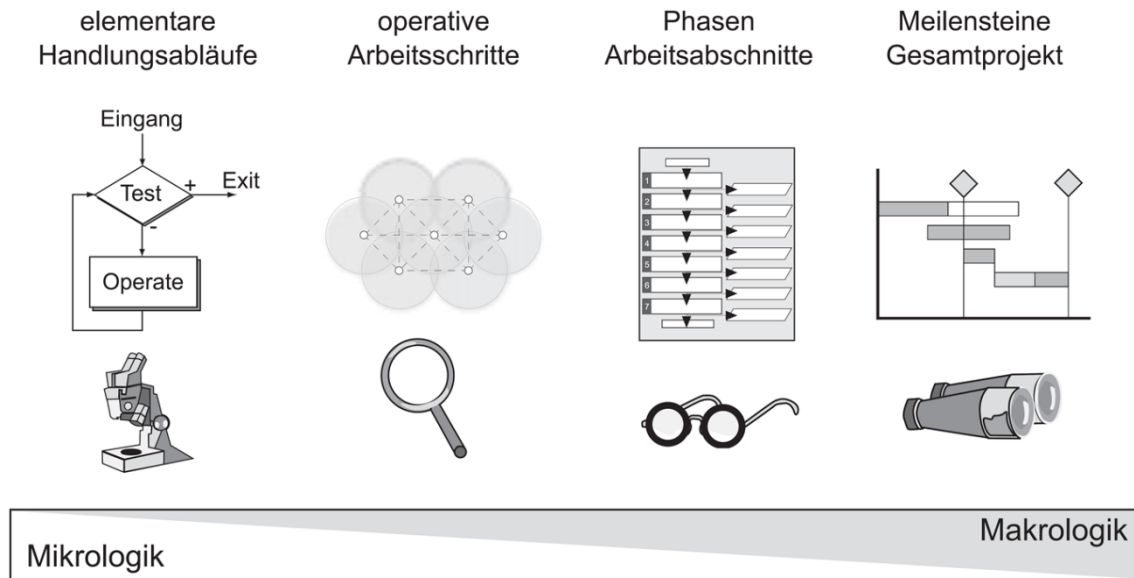 elementare
Handlungsabläufe
operative
Arbeitsschritte
Phasen
Arbeitsabschnitte
Meilensteine
Gesamtprojekt
Eingang
Test
+
Exit
-
Operate
1
2
3
4
5
6
7
Mikrologik
Makrologik